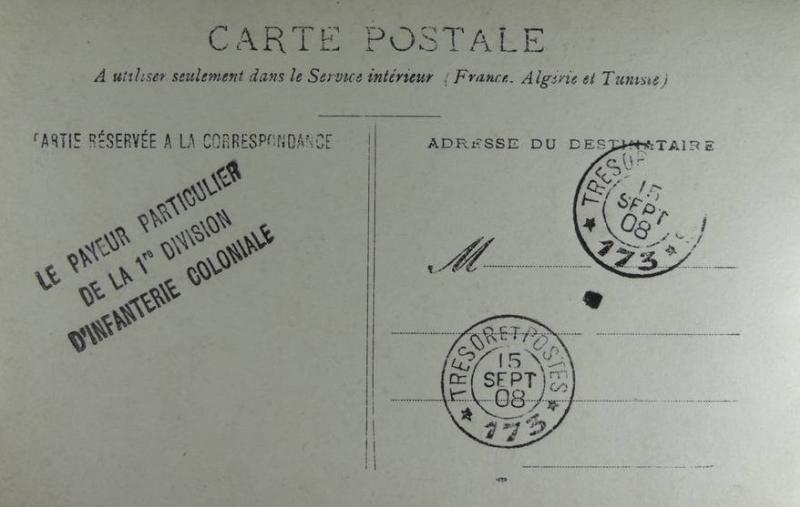 CARTE POSTALE
A utiliser seulement dans le Service intérieur (France. Algérie et Tunisie)
PARTIE RÉSERVÉE A LA CORRESPONDANCE
ADRESSE DU DESTINATAIRE
LE PAYEUR PARTICULIER
DE LA 1re DIVISION
D'INFANTERIE COLONIALE
TRESOR
15
SEPT
08
* 173 *
M
TRESOR ET POSTES
15
SEPT
08
* 173 *